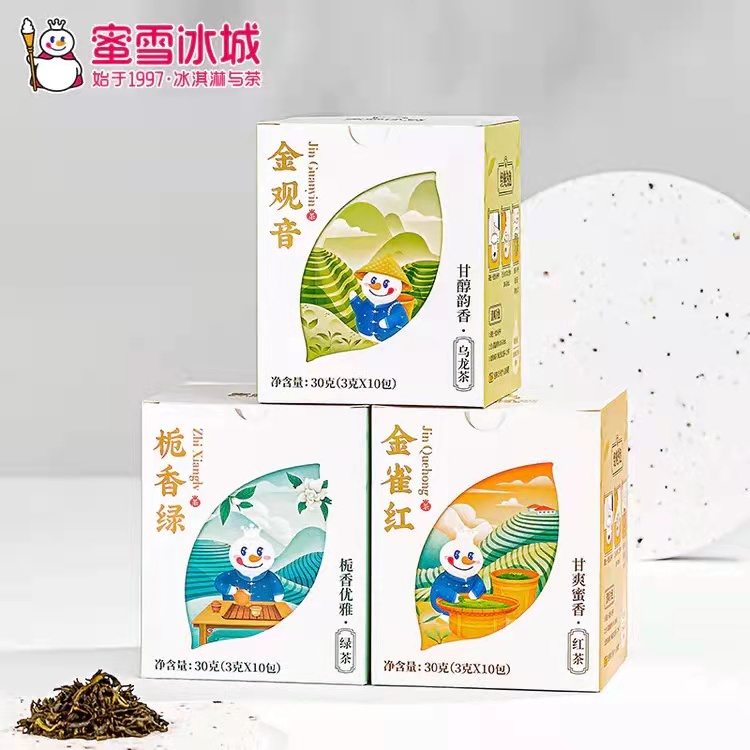 蜜雪冰城
始于1997·冰淇淋与茶
金观音
Jin Guanyin
茶
甘醇韵香·乌龙茶
净含量：30克(3克X10包)
栀香绿
Zhi Xianglv
茶
栀香优雅·绿茶
净含量：30克(3克X10包)
金雀红
Jin Quehong
茶
甘爽蜜香·红茶
净含量：30克(3克X10包)